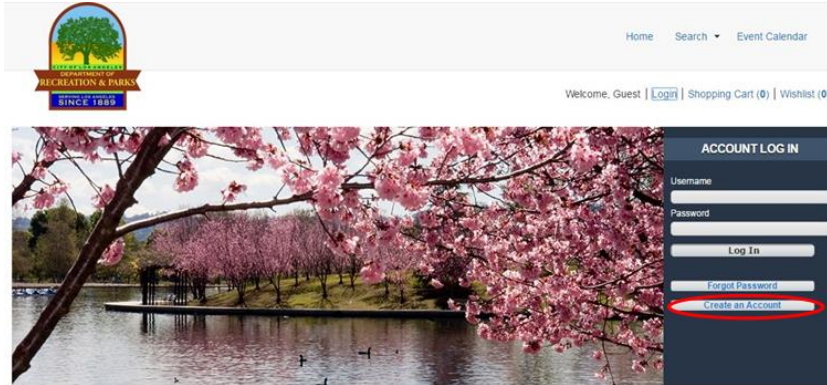 CITY OF LOS ANGELES
DEPARTMENT OF
RECREATION & PARKS
SERVING LOS ANGELES
SINCE 1889
Home Search Event Calendar
Welcome, Guest | Login | Shopping Cart (0) | Wishlist (0
ACCOUNT LOG IN
Username
Password
Log In
Forgot Password
Create an Account